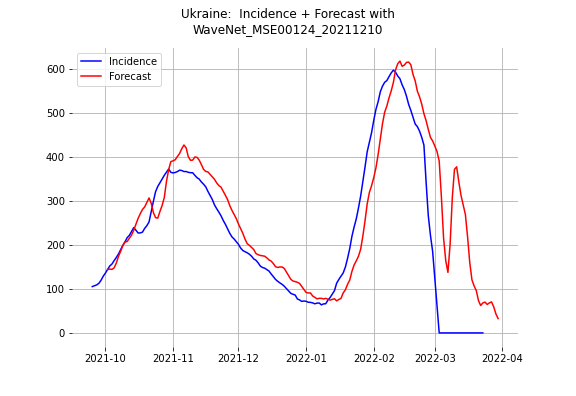 Ukraine:  Incidence + Forecast with
WaveNet_MSE00124_20211210
Incidence
Forecast
600
500
400
300
200
100
0
2021-10 2021-11 2021-12 2022-01 2022-02 2022-03 2022-04